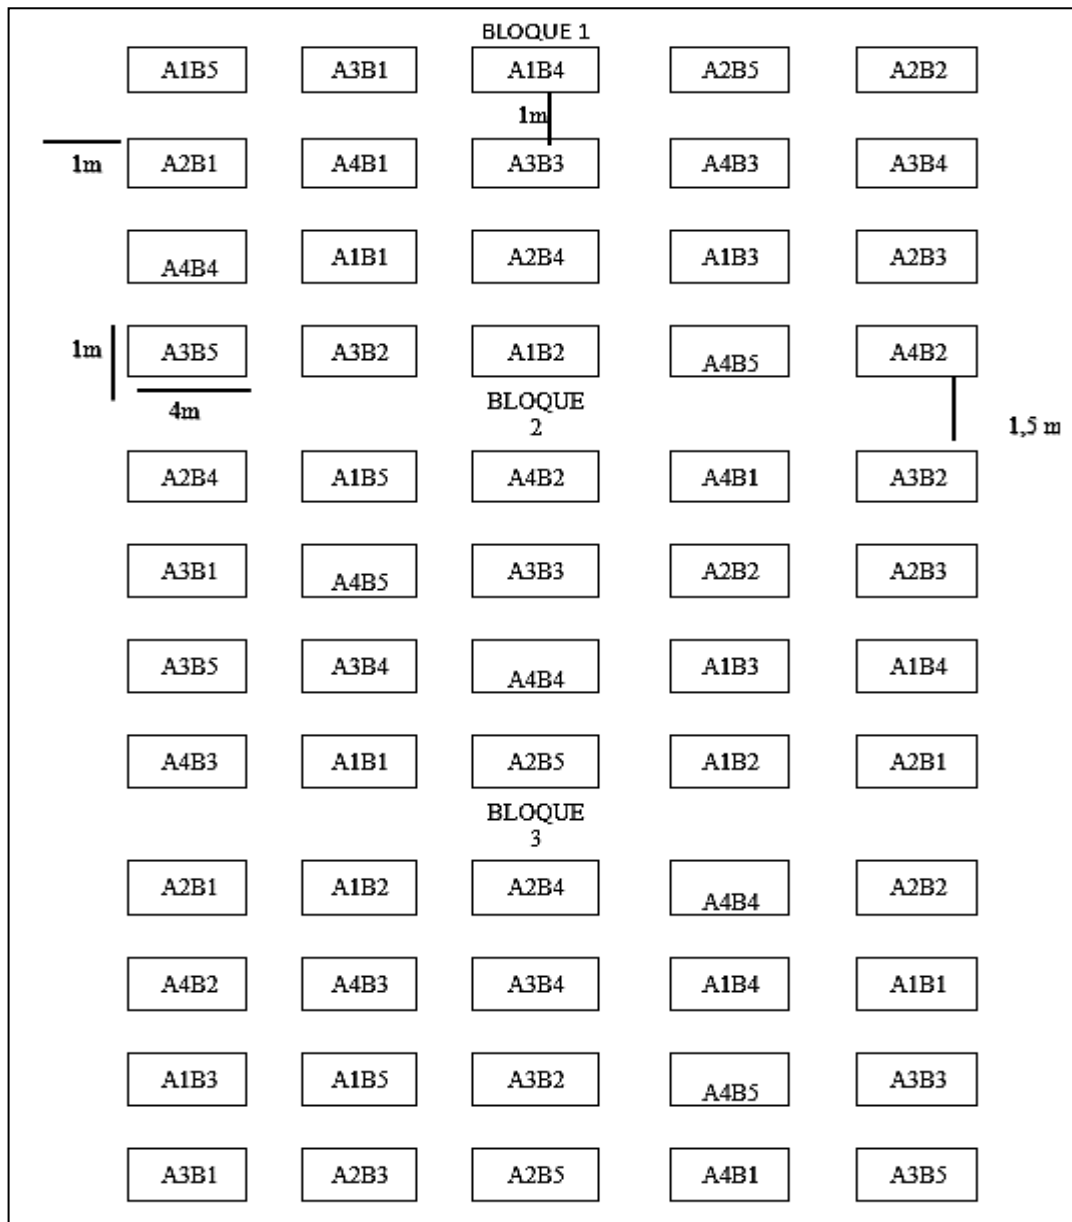 BLOQUE 1
A1B5 A3B1 A1B4 A2B5 A2B2
1m
A2B1 A4B1 A3B3 A4B3 A3B4
1m
A4B4 A1B1 A2B4 A1B3 A2B3
1m A3B5 A3B2 A1B2 A4B5 A4B2
4m
BLOQUE
2
1,5 m
A2B4 A1B5 A4B2 A4B1 A3B2
A3B1 A4B5 A3B3 A2B2 A2B3
A3B5 A3B4 A4B4 A1B3 A1B4
A4B3 A1B1 A2B5 A1B2 A2B1
BLOQUE
3
A2B1 A1B2 A2B4 A4B4 A2B2
A4B2 A4B3 A3B4 A1B4 A1B1
A1B3 A1B5 A3B2 A4B5 A3B3
A3B1 A2B3 A2B5 A4B1 A3B5